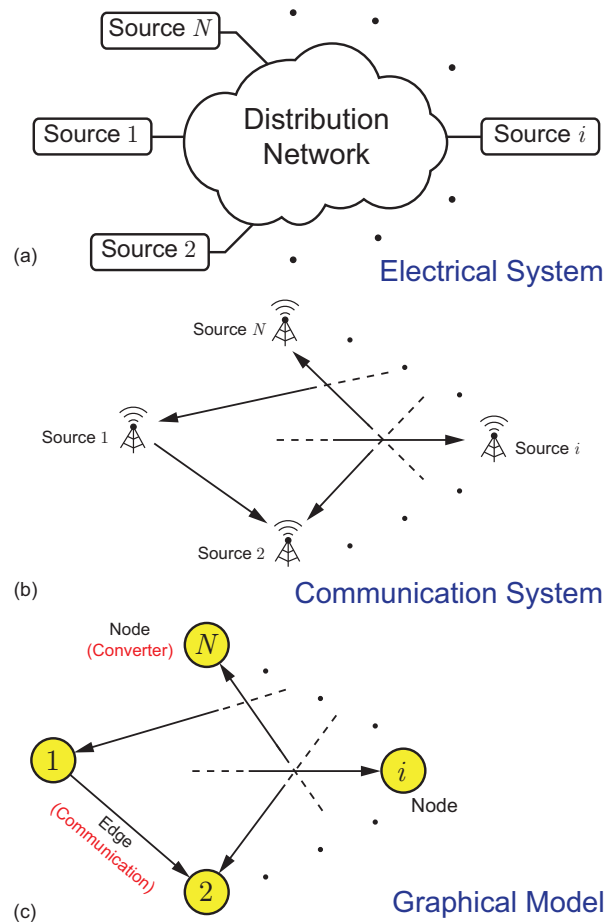 Source N
Source 1
Distribution
Network
Source i
Source 2
(a)
Electrical System
Source N
Source 1
Source i
Source 2
(b)
Communication System
Node
(Converter)
N
1
i
Node
Edge
(Communication)
2
(c)
Graphical Model